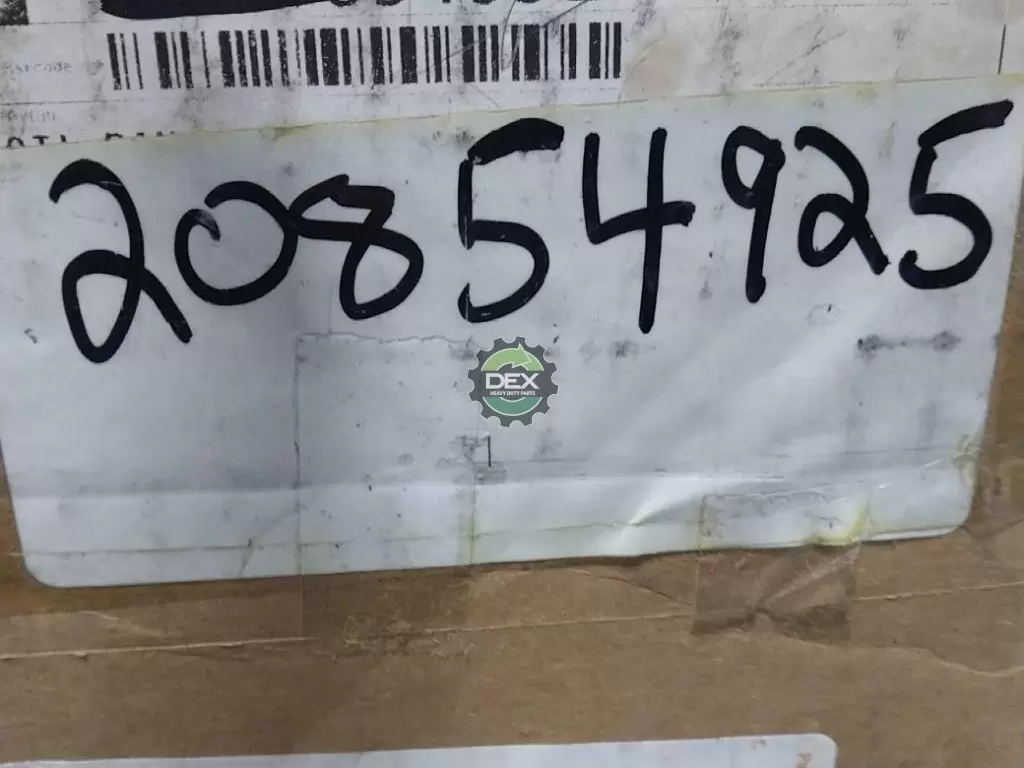 Barcode
20854925
DEX
HEAVY DUTY PARTS